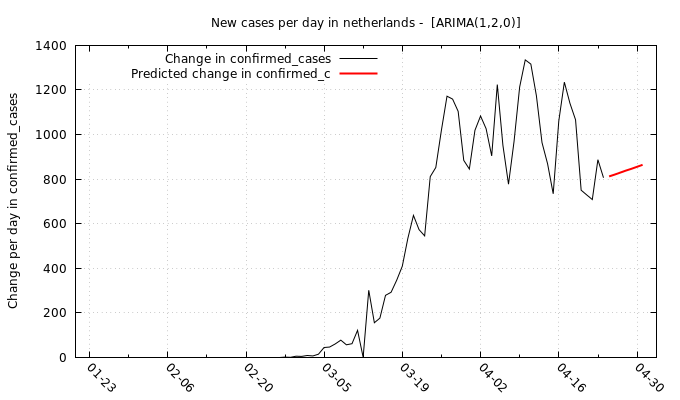 New cases per day in netherlands -  [ARIMA(1,2,0)]
Change in confirmed_cases
Predicted change in confirmed_c
Change per day in confirmed_cases
1400
1200
1000
800
600
400
200
0
01-23 02-06 02-20 03-05 03-19 04-02 04-16 04-30